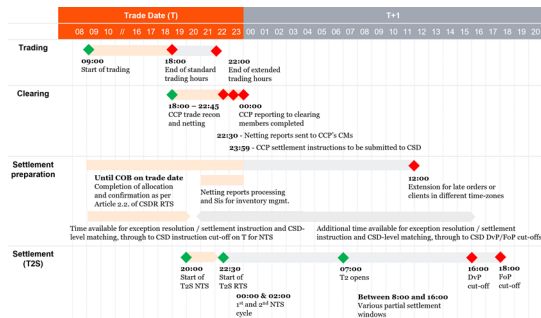 Trade Date (T)
T+1
08 09 10 // 16 17 18 19 20 21 22 23 00 01 02 03 04 05 06 07 08 09 10 11 12 13 14 15 16 17 18 19 20
Trading
09:00
Start of trading
18:00
End of standard
trading hours
22:00
End of extended
trading hours
Clearing
18:00 – 22:45
CCP trade recon
and netting
00:00
CCP reporting to clearing
members completed
22:30 - Netting reports sent to CCP's CMs
23:59 - CCP settlement instructions to be submitted to CSD
Settlement
preparation
Until COB on trade date
Completion of allocation
and confirmation as per
Article 2.2. of CSDR RTS
Netting reports processing
and Sis for inventory mgmt.
12:00
Extension for late orders or
clients in different time-zones
Time available for exception resolution / settlement instruction and CSD-
level matching, through to CSD instruction cut-off on T for NTS
Additional time available for exception resolution / settlement
instruction and CSD-level matching, through to CSD DvP/FoP cut-offs
Settlement
(T2S)
20:00
Start of
T2S NTS
22:30
Start of
T2S RTS
00:00 & 02:00
1st and 2nd NTS
cycle
07:00
T2 opens
Between 8:00 and 16:00
Various partial settlement
windows
16:00
DvP
cut-off
18:00
FoP
cut-off